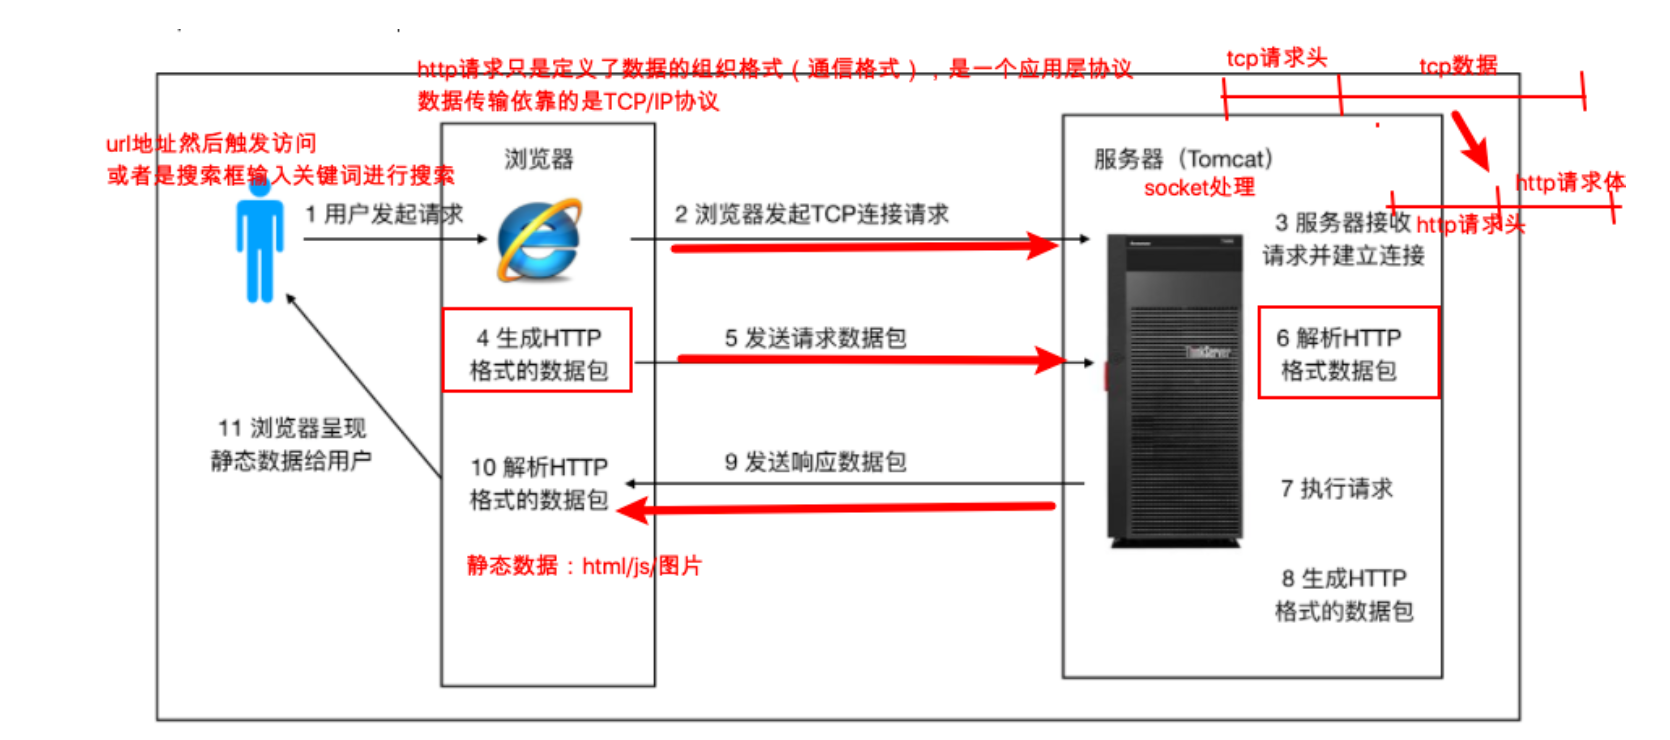 http请求只是定义了数据的组织格式（通信格式），是一个应用层协议
数据传输依靠的是TCP/IP协议
tcp请求头
tcp数据
url地址然后触发访问
或者是搜索框输入关键词进行搜索
浏览器
服务器（Tomcat）
socket处理
http请求体
http请求头
1 用户发起请求
2 浏览器发起TCP连接请求
3 服务器接收
请求并建立连接
4 生成HTTP
格式的数据包
5 发送请求数据包
6 解析HTTP
格式数据包
ThinkServer
11 浏览器呈现
静态数据给用户
10 解析HTTP
格式的数据包
9 发送响应数据包
7 执行请求
静态数据：html/js/图片
8 生成HTTP
格式的数据包